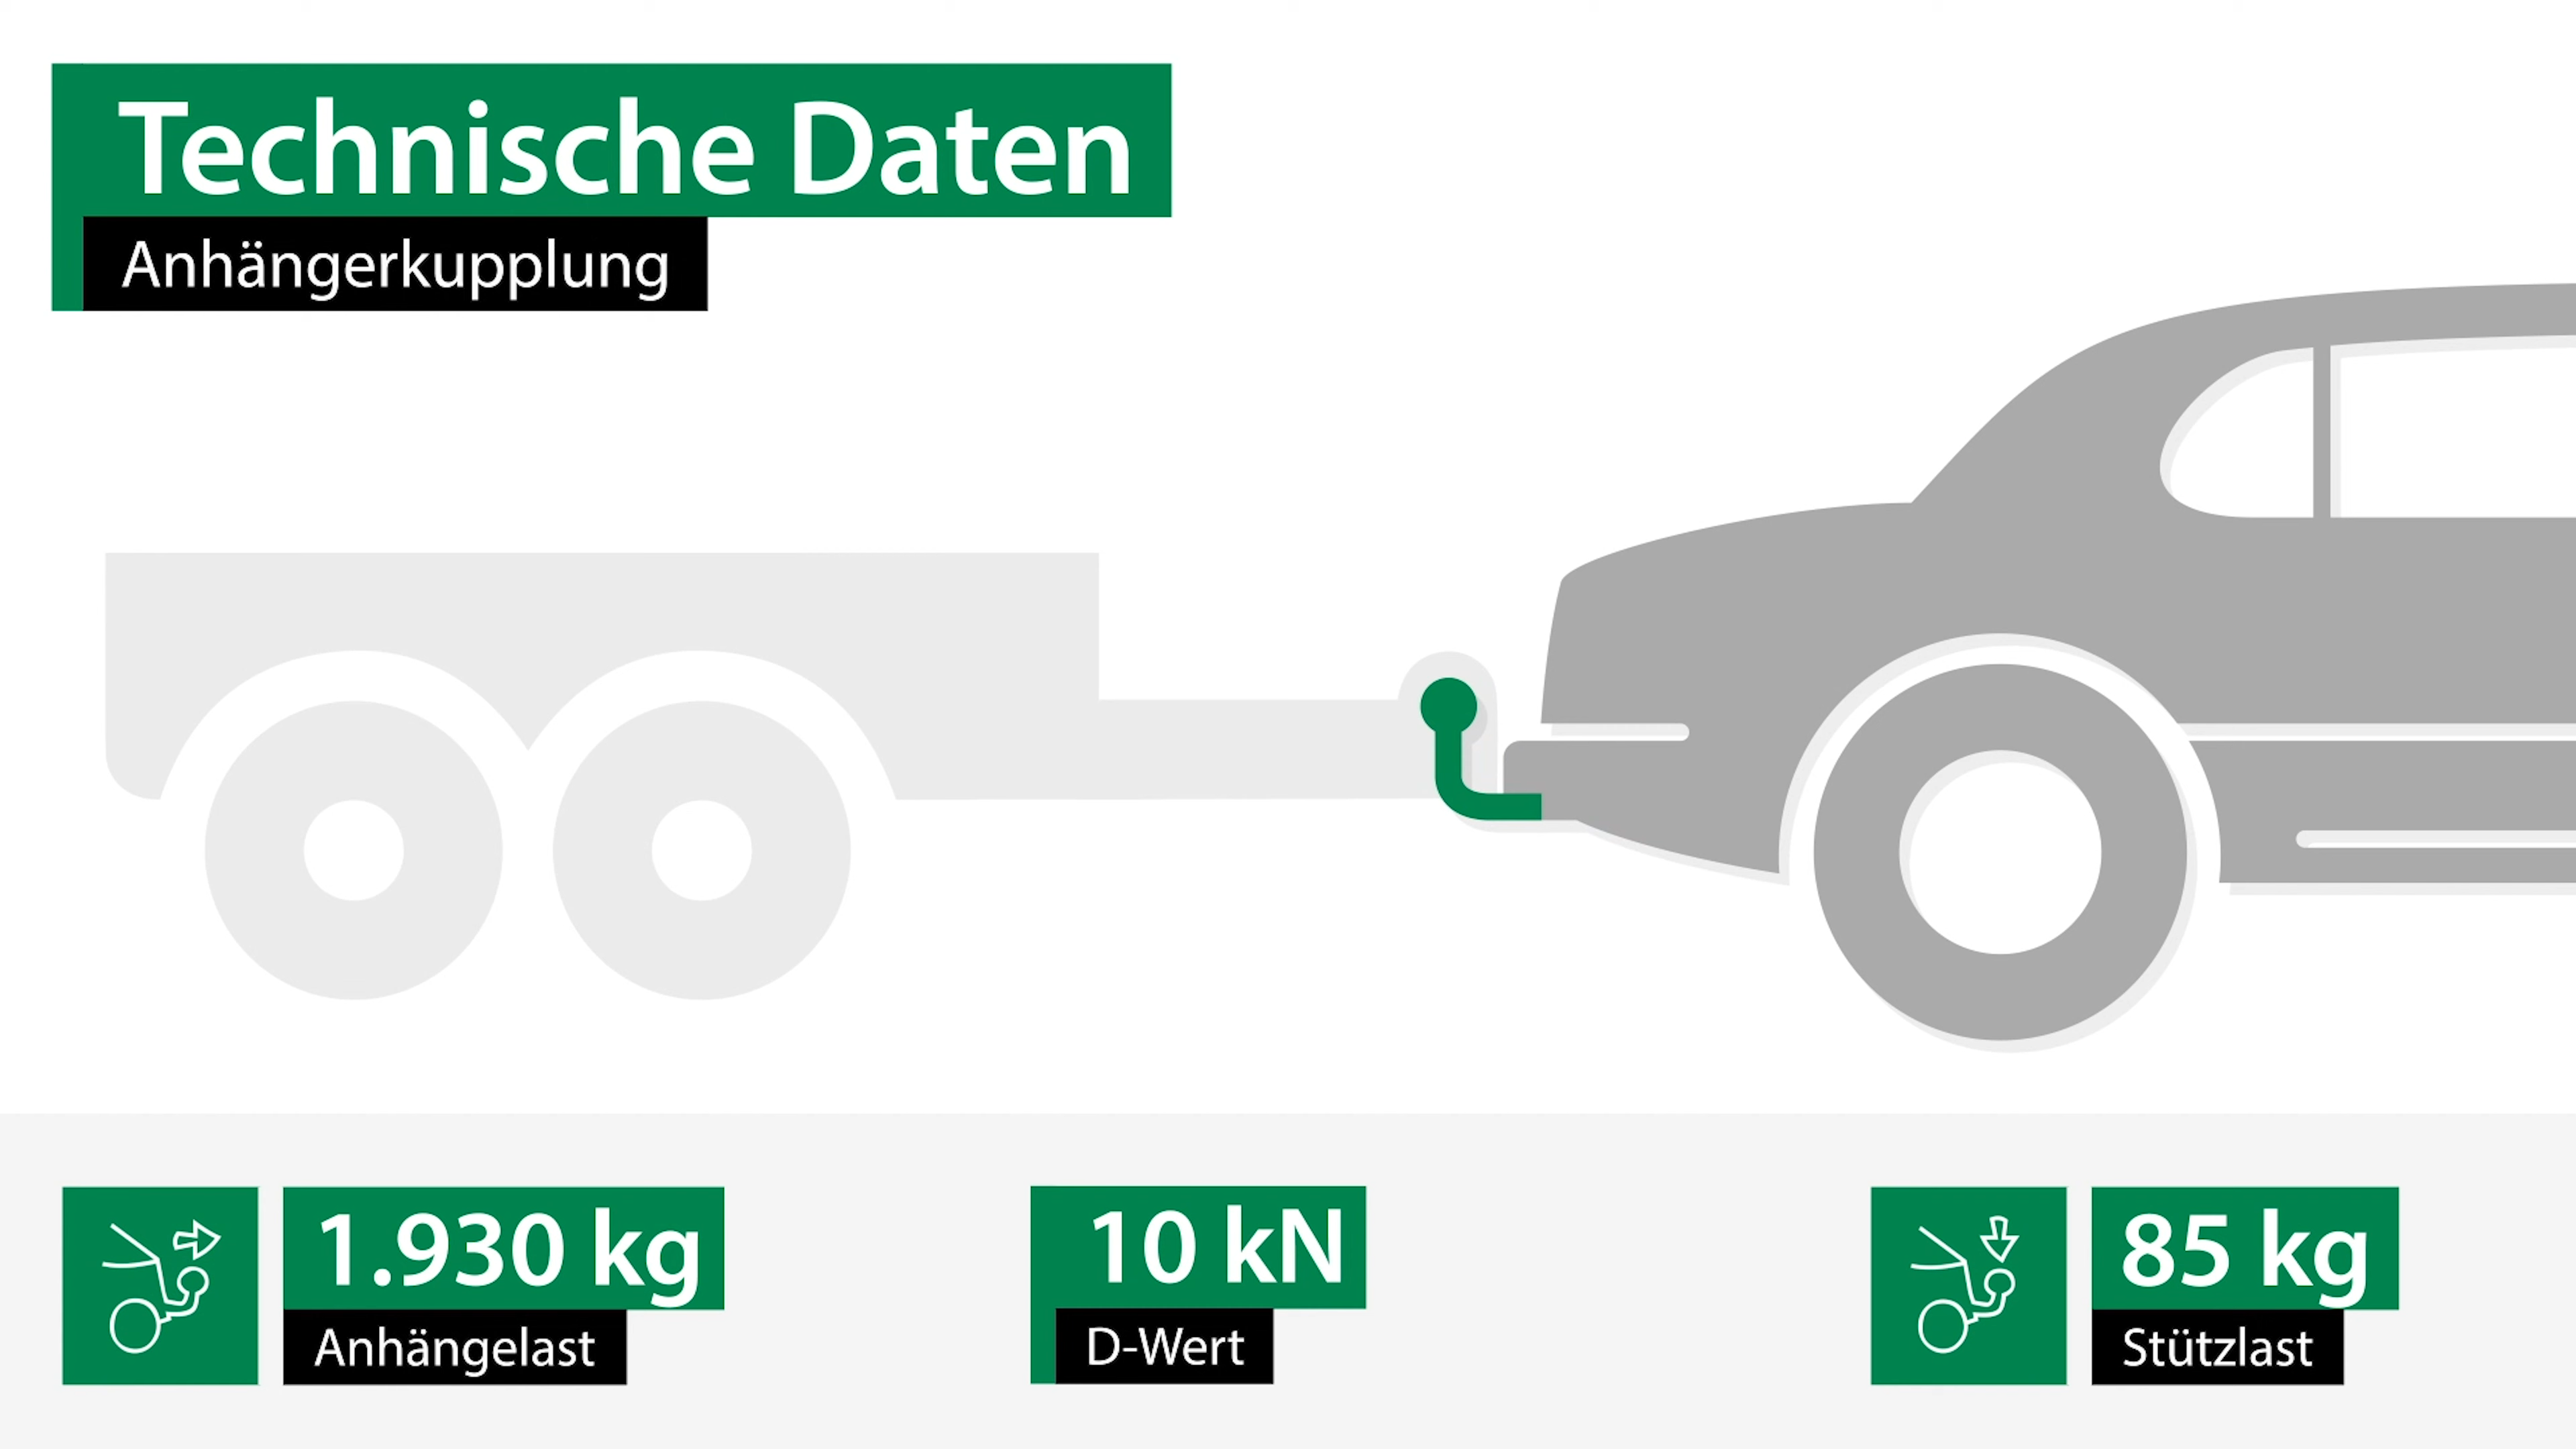 Technische Daten
Anhängerkupplung
1.930 kg
Anhängelast
10 kN
D-Wert
85 kg
Stützlast